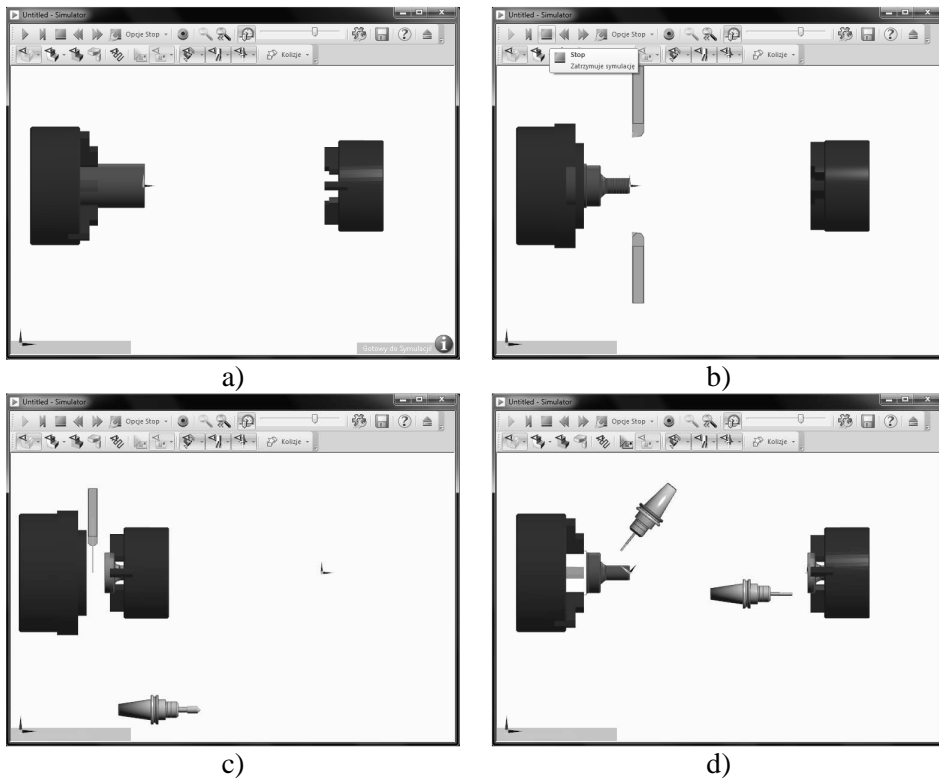 Untitled - Simulator
Opcje Stop
Kolizje
Gotowy do Symulacji!
a)
Untitled - Simulator
Opcje Stop
Kolizje
Stop
Zatrzymuje symulację
b)
Untitled - Simulator
Opcje Stop
Kolizje
c)
Untitled - Simulator
Opcje Stop
Kolizje
d)